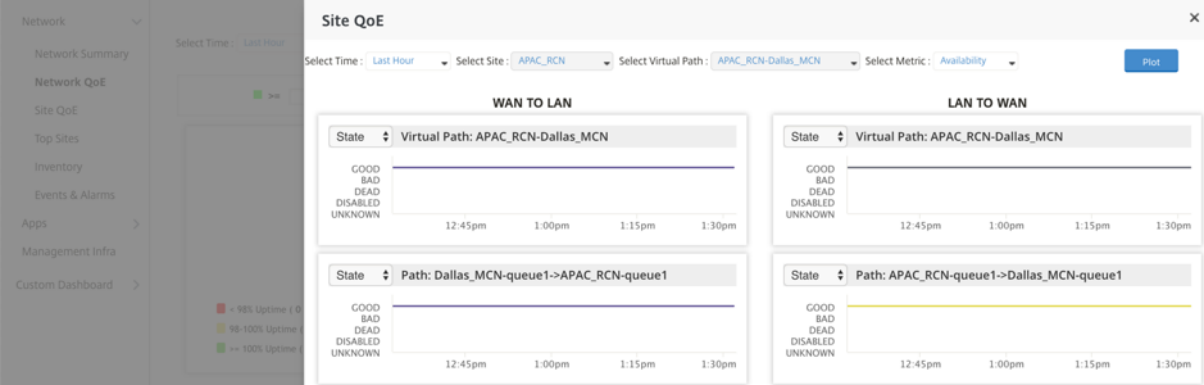 Network
Network Summary
Network QoE
Site QoE
Top Sites
Inventory
Events & Alarms
Apps
Management Infra
Custom Dashboard
Select Time : Last Hour
>=
< 98% Uptime ( 0
98-100% Uptime (
>= 100% Uptime (
Site QoE
×
Select Time : Last Hour Select Site : APAC_RCN Select Virtual Path : APAC_RCN-Dallas_MCN Select Metric : Availability Plot
WAN TO LAN
State Virtual Path: APAC_RCN-Dallas_MCN
GOOD
BAD
DEAD
DISABLED
UNKNOWN
12:45pm 1:00pm 1:15pm 1:30pm
State Path: Dallas_MCN-queue1->APAC_RCN-queue1
GOOD
BAD
DEAD
DISABLED
UNKNOWN
12:45pm 1:00pm 1:15pm 1:30pm
LAN TO WAN
State Virtual Path: APAC_RCN-Dallas_MCN
GOOD
BAD
DEAD
DISABLED
UNKNOWN
12:45pm 1:00pm 1:15pm 1:30pm
State Path: APAC_RCN-queue1->Dallas_MCN-queue1
GOOD
BAD
DEAD
DISABLED
UNKNOWN
12:45pm 1:00pm 1:15pm 1:30pm